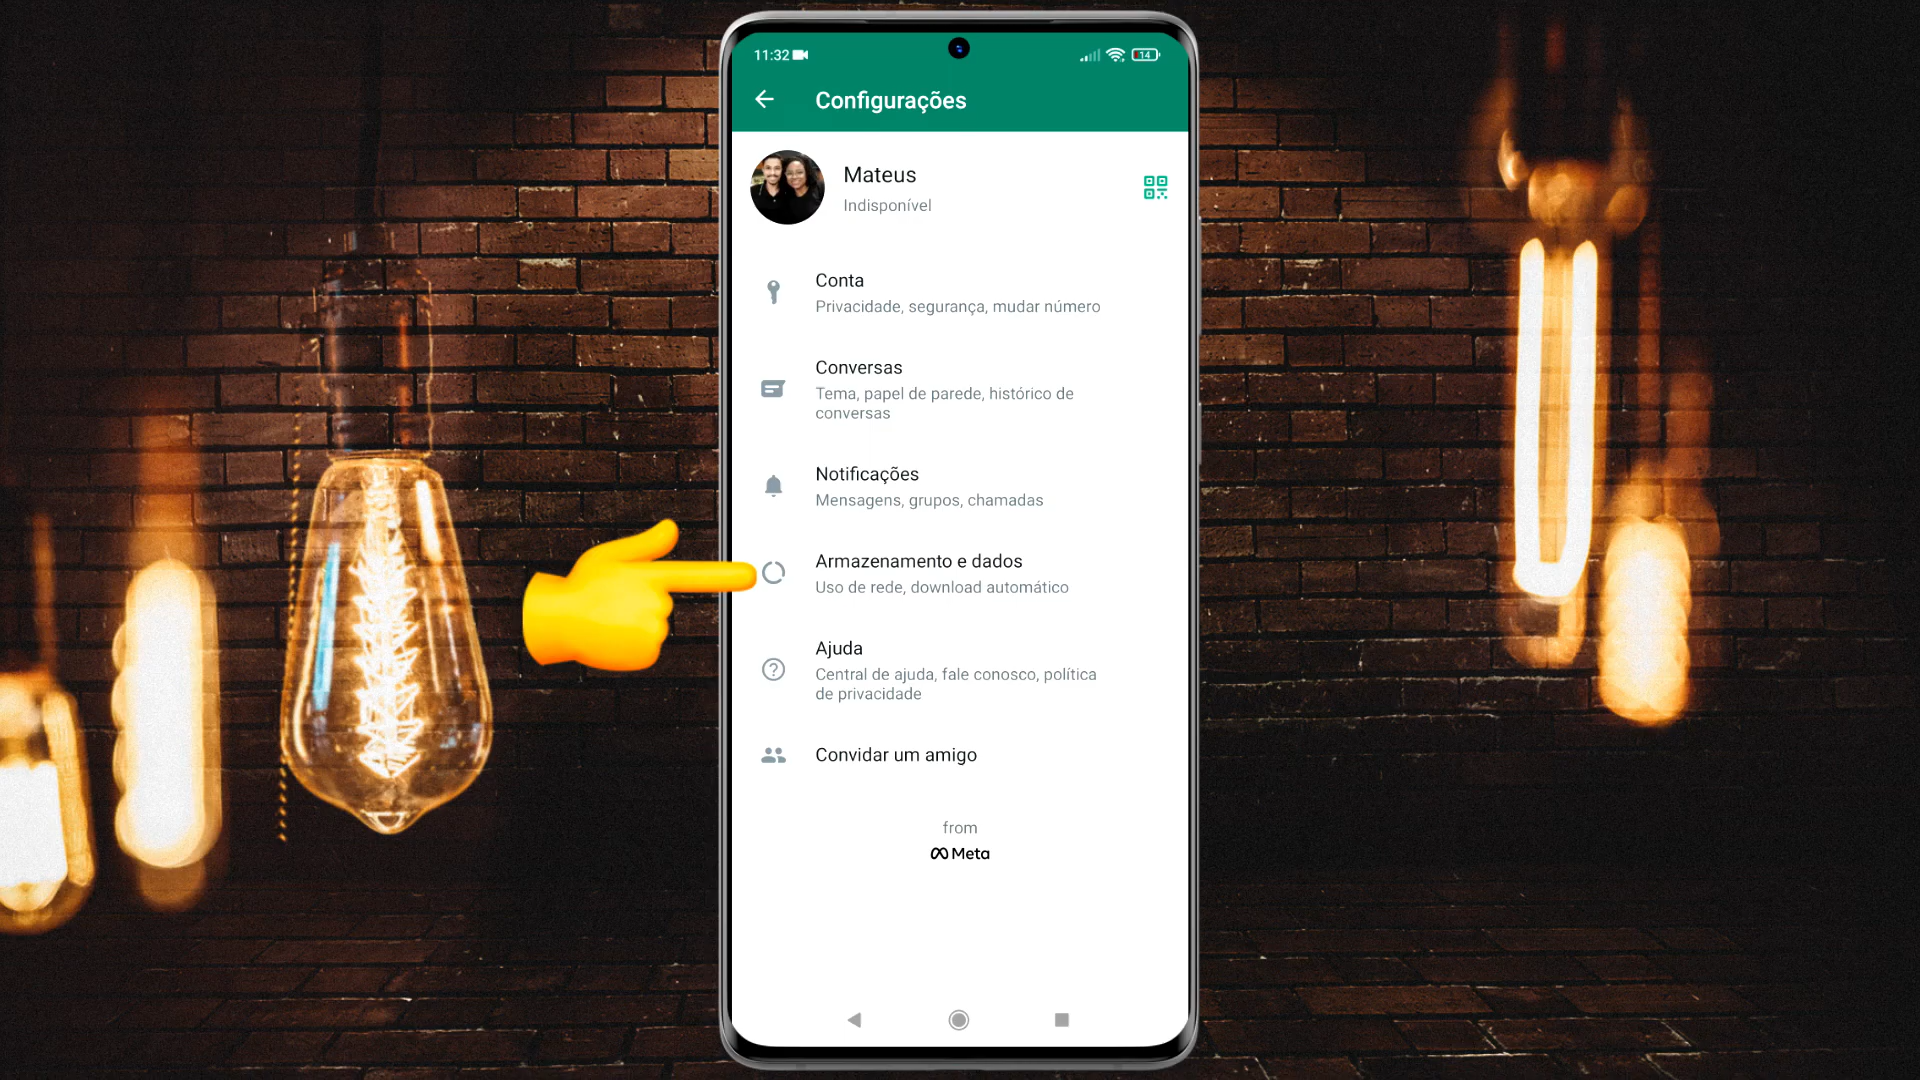 11:32
14
Configurações
Mateus
Indisponível
Conta
Privacidade, segurança, mudar número
Conversas
Tema, papel de parede, histórico de
conversas
Notificações
Mensagens, grupos, chamadas
Armazenamento e dados
Uso de rede, download automático
Ajuda
Central de ajuda, fale conosco, política
de privacidade
Convidar um amigo
from
Meta